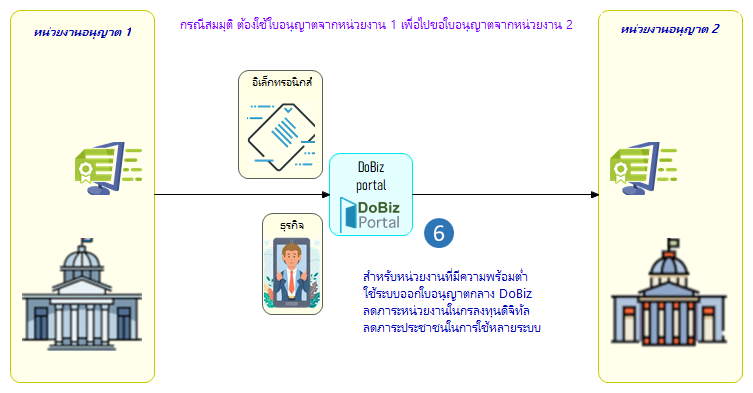 กรณีสมมุติ ต้องใช้ใบอนุญาตจากหน่วยงาน 1 เพื่อไปขอใบอนุญาตจากหน่วยงาน 2
หน่วยงานอนุญาต 1
หน่วยงานอนุญาต 2
อิเล็กทรอนิกส์
DoBiz
portal
DoBiz
Portal
ธุรกิจ
6
สำหรับหน่วยงานที่มีความพร้อมต่ำ
ใช้ระบบออกใบอนุญาตกลาง DoBiz
ลดภาระหน่วยงานในกรลงทุนดิจิทัล
ลดภาระประชาชนในการใช้หลายระบบ